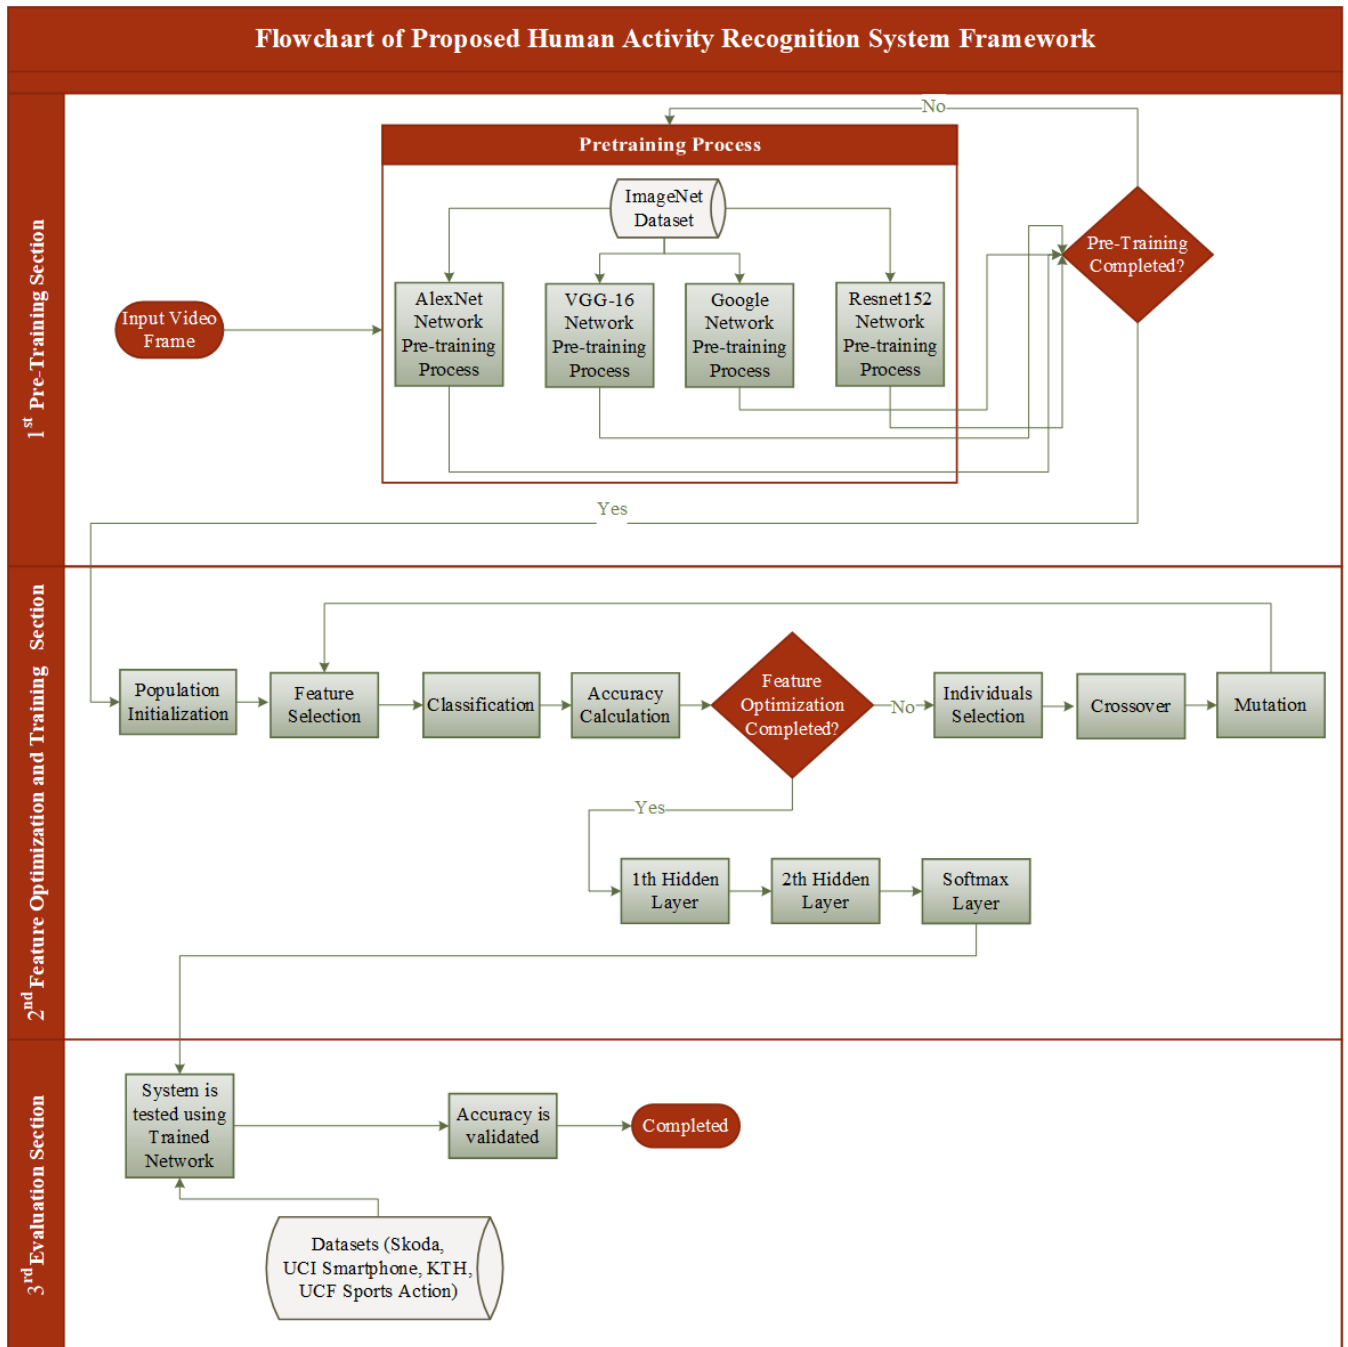 Flowchart of Proposed Human Activity Recognition System Framework
1st Pre-Training Section
No
Pretraining Process
ImageNet
Dataset
Pre-Training
Completed?
Input Video
Frame
AlexNet
Network
Pre-training
Process
VGG-16
Network
Pre-training
Process
Google
Network
Pre-training
Process
Resnet152
Network
Pre-training
Process
Yes
2nd Feature Optimization and Training Section
Population
Initialization
Feature
Selection
Classification
Accuracy
Calculation
Feature
Optimization
Completed?
No
Individuals
Selection
Crossover
Mutation
Yes
1th Hidden
Layer
2th Hidden
Layer
Softmax
Layer
3rd Evaluation Section
System is
tested using
Trained
Network
Accuracy is
validated
Completed
Datasets (Skoda,
UCI Smartphone, KTH,
UCF Sports Action)